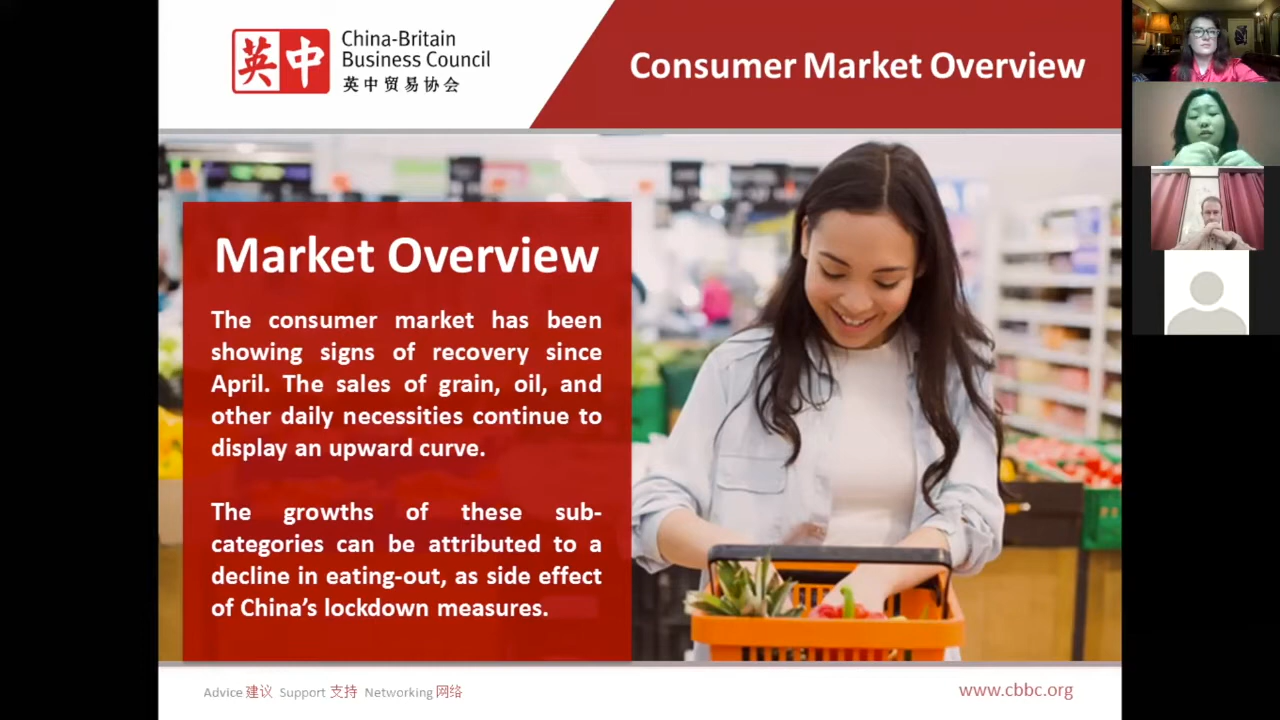 英中
China-Britain
Business Council
英中贸易协会
Consumer Market Overview
Market Overview
The consumer market has been
showing signs of recovery since
April. The sales of grain, oil, and
other daily necessities continue to
display an upward curve.
The growths of these sub-
categories can be attributed to a
decline in eating-out, as side effect
of China's lockdown measures.
Advice 建议 Support 支持 Networking 网络
www.cbbc.org